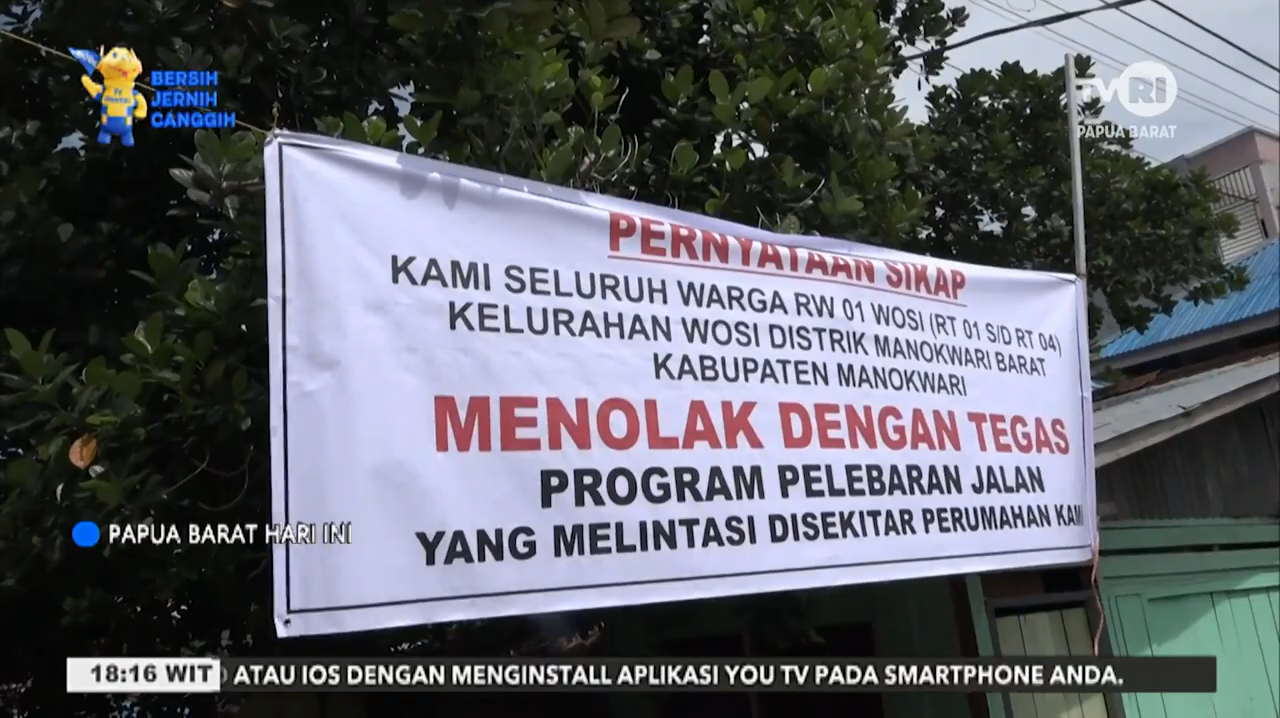 BERSIH
JERNIH
CANGGIH
TVRI
PAPUA BARAT
PERNYATAAN SIKAP
KAMI SELURUH WARGA RW 01 WOSI (RT 01 S/D RT 04)
KELURAHAN WOSI DISTRIK MANOKWARI BARAT
KABUPATEN MANOKWARI
MENOLAK DENGAN TEGAS
PROGRAM PELEBARAN JALAN
YANG MELINTASI DISEKITAR PERUMAHAN KAMI
PAPUA BARAT HARI INI
18:16 WIT ATAU IOS DENGAN MENGINSTALL APLIKASI YOU TV PADA SMARTPHONE ANDA.